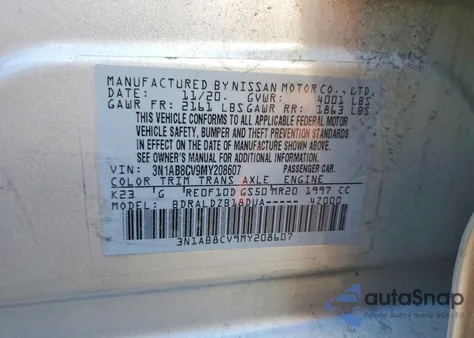 MANUFACTURED BY NISSAN MOTOR CO., LTD.
11/20 GVWR: 4001 LBS
GAWR FR: 2161 LBS GAWR RR: 1863 LBS
THIS VEHICLE CONFORMS TO ALL APPLICABLE FEDERAL MOTOR
VEHICLE SAFETY, BUMPER AND THEFT PREVENTION STANDARDS
IN EFFECT ON THE DATE OF MANUFACTURE SHOWN ABOVE.
SEE OWNER'S MANUAL FOR ADDITIONAL INFORMATION.
VIN: 3N1AB8CV9MY208607 PASSENGER CAR.
COLOR TRIM TRANS AXLE ENGINE
K23 G RE0F10D GS50 MR20 1997 CC
MODEL: BDRALDZB18DUA---- 4Z000
3N1AB8CV9MY208607
autaSnap